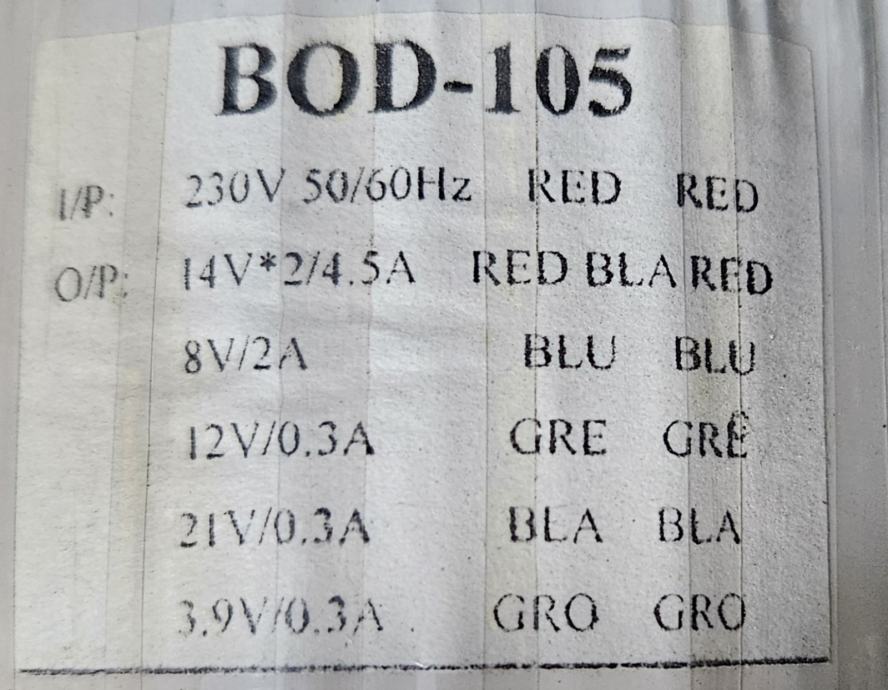 BOD-105
I/P: 230V 50/60Hz RED RED
O/P: 14V*2/4.5A RED BLA RED
8V/2A BLU BLU
12V/0.3A GRE GRE
21V/0.3A BLA BLA
3.9V/0.3A GRO GRO